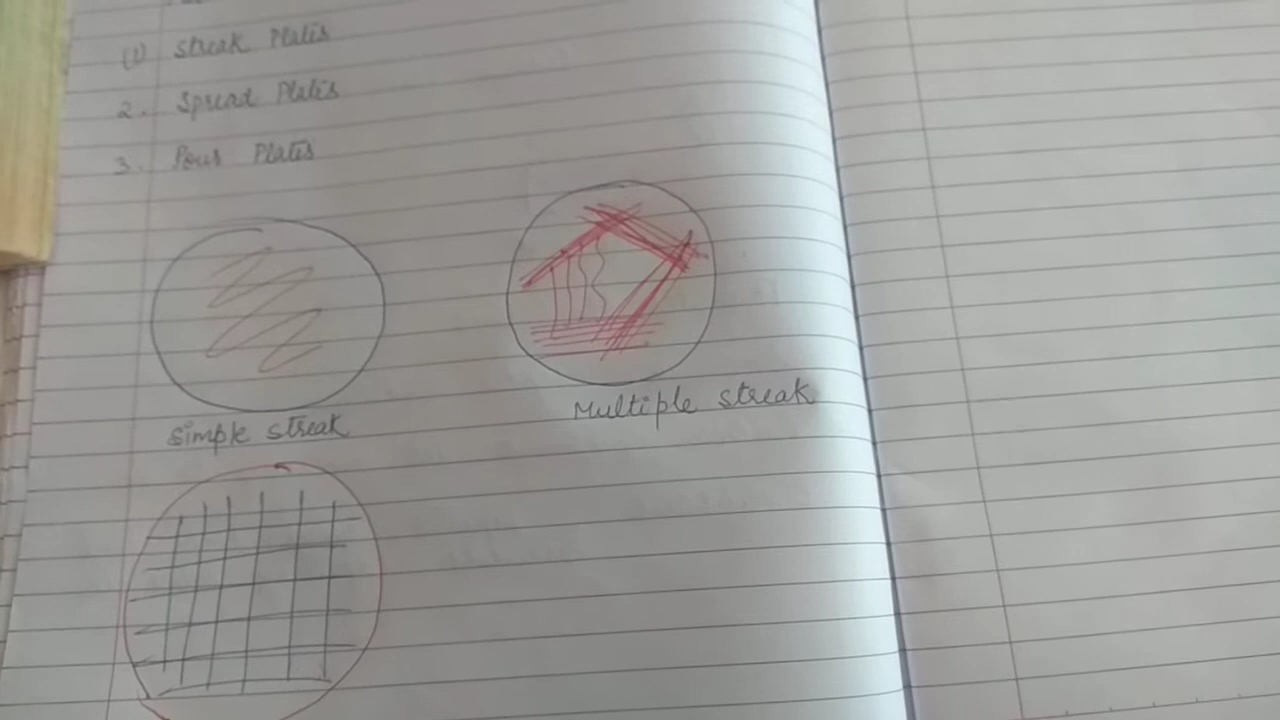 (1) Streak Plates
2. Spread Plates
3. Pour Plates
Simple streak
Multiple streak